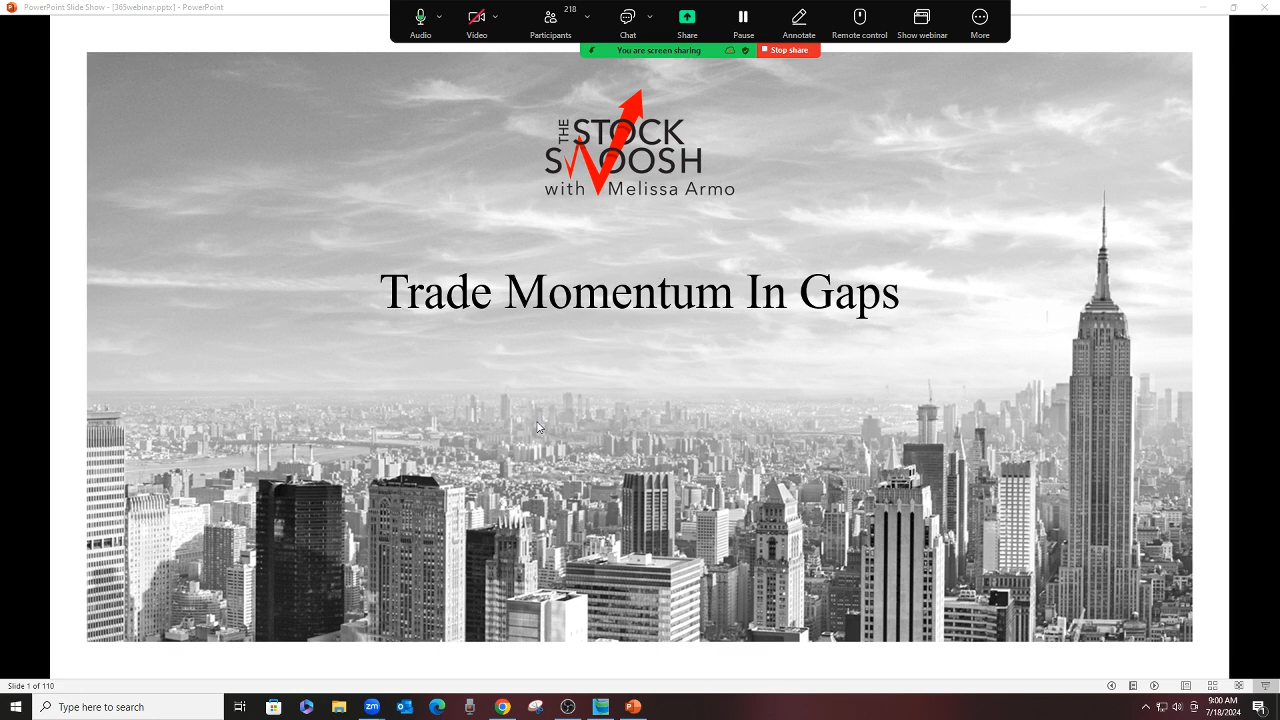 PowerPoint Slide Show - [365webinar.pptx] - PowerPoint
218
Audio
Video
Participants
Chat
Share
Pause
Annotate
Remote control
Show webinar
More
You are screen sharing
Stop share
THE STOCK
SWOOSH
with Melissa Armo
Trade Momentum In Gaps
Slide 1 of 110
Type here to search
9:00 AM
7/18/2024